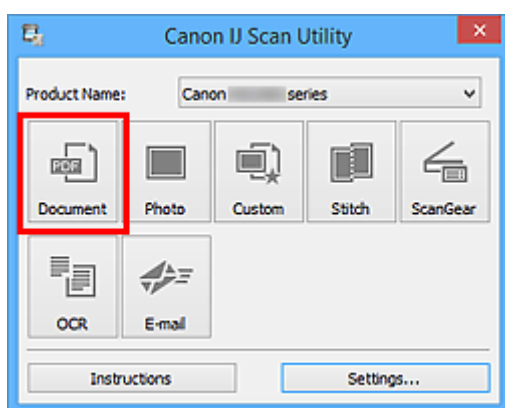 Canon IJ Scan Utility
Product Name: Canon series
PDF
Document Photo Custom Stitch ScanGear
OCR E-mail
Instructions Settings...